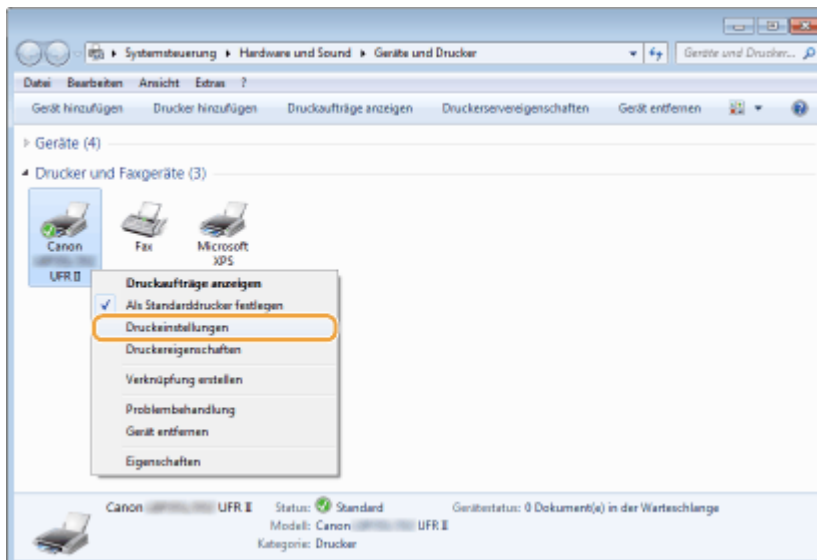 Systemsteuerung ▸ Hardware und Sound ▸ Geräte und Drucker Geräte und Drucker...
Datei Bearbeiten Ansicht Extras ?
Gerät hinzufügen Drucker hinzufügen Druckaufträge anzeigen Druckerservereigenschaften Gerät entfernen
Geräte (4)
Drucker und Faxgeräte (3)
Canon Fax Microsoft
XPS
UFR II
Druckaufträge anzeigen
Als Standarddrucker festlegen
Druckeinstellungen
Druckereigenschaften
Verknüpfung erstellen
Problembehandlung
Gerät entfernen
Eigenschaften
Canon UFR II Status: Standard Gerätestatus: 0 Dokument(e) in der Warteschlange
Modell: Canon UFR II
Kategorie: Drucker